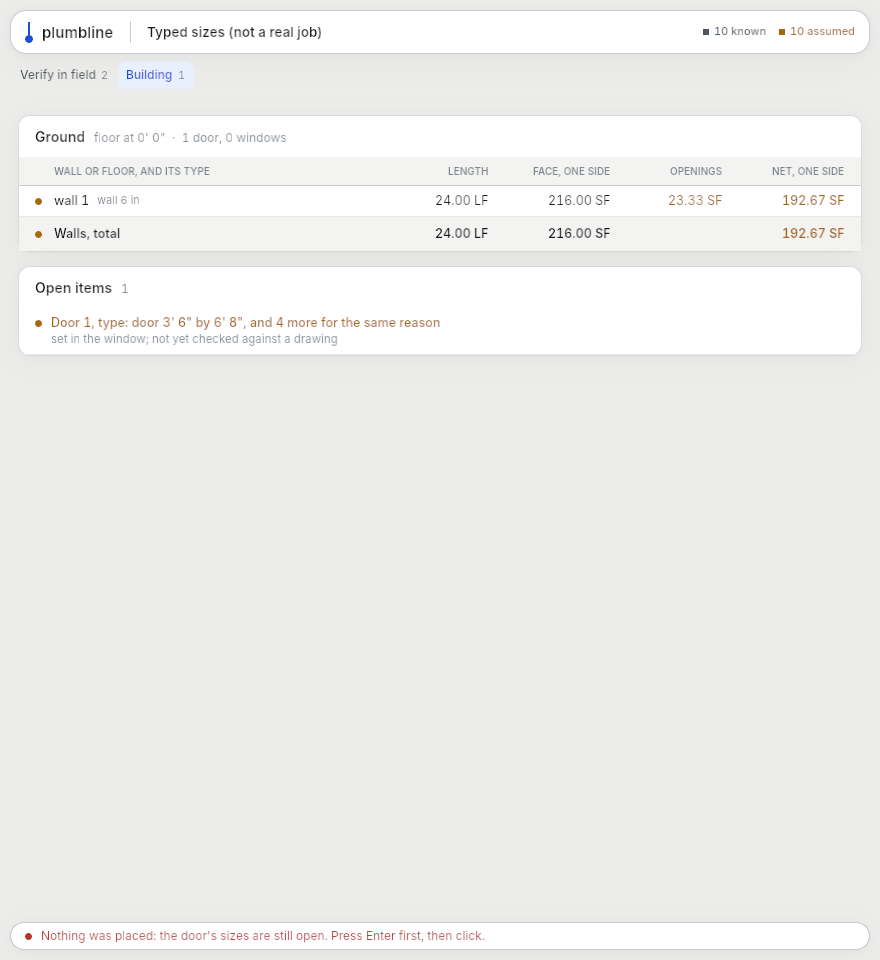 plumbline
Typed sizes (not a real job)
10 known
10 assumed
Verify in field 2
Building 1
Ground floor at 0' 0" · 1 door, 0 windows
WALL OR FLOOR, AND ITS TYPE LENGTH FACE, ONE SIDE OPENINGS NET, ONE SIDE
wall 1 wall 6 in 24.00 LF 216.00 SF 23.33 SF 192.67 SF
Walls, total 24.00 LF 216.00 SF 192.67 SF
Open items 1
Door 1, type: door 3' 6" by 6' 8", and 4 more for the same reason
set in the window; not yet checked against a drawing
Nothing was placed: the door's sizes are still open. Press Enter first, then click.